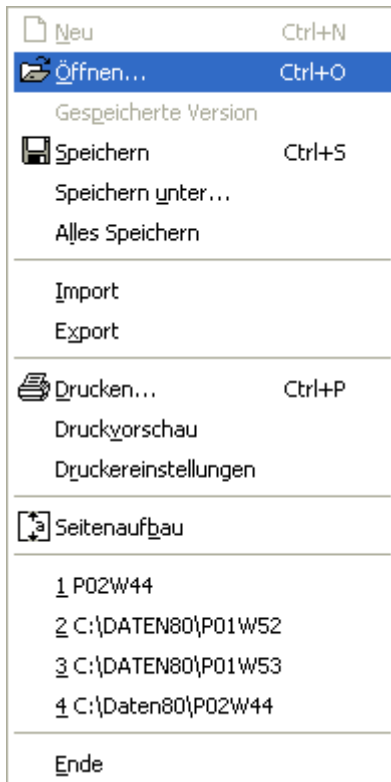 Neu Ctrl+N
Öffnen... Ctrl+O
Gespeicherte Version
Speichern Ctrl+S
Speichern unter...
Alles Speichern
Import
Export
Drucken... Ctrl+P
Druckvorschau
Druckereinstellungen
Seitenaufbau
1 P02W44
2 C:\DATEN80\P01W52
3 C:\DATEN80\P01W53
4 C:\Daten80\P02W44
Ende